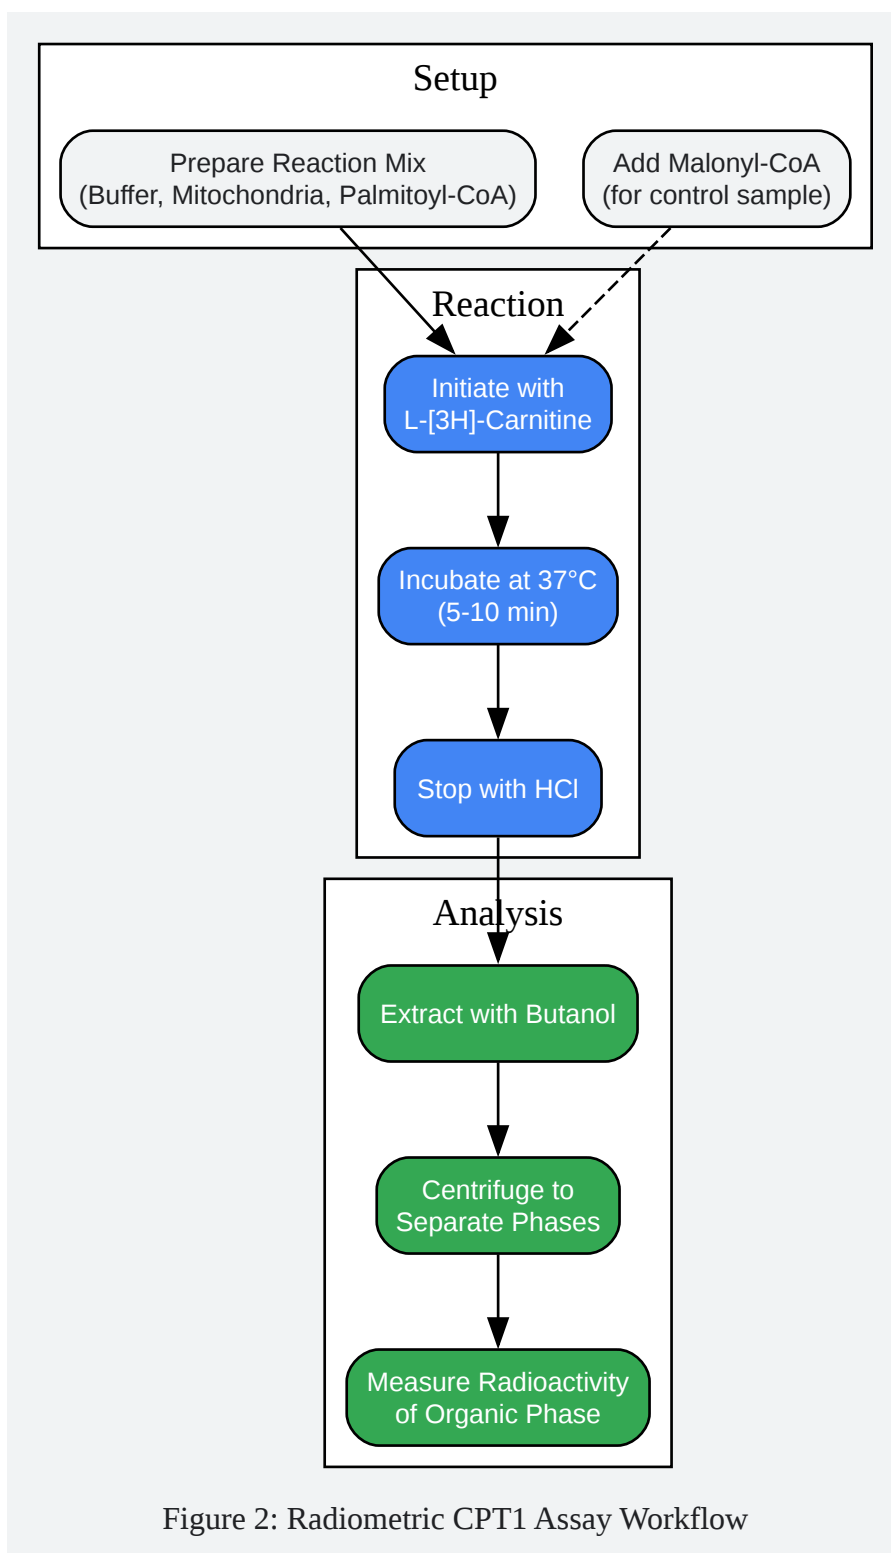 Setup
Prepare Reaction Mix
(Buffer, Mitochondria, Palmitoyl-CoA)
Add Malonyl-CoA
(for control sample)
Reaction
Initiate with
L-[3H]-Carnitine
Incubate at 37°C
(5-10 min)
Stop with HCl
Analysis
Extract with Butanol
Centrifuge to
Separate Phases
Measure Radioactivity
of Organic Phase
Figure 2: Radiometric CPT1 Assay Workflow